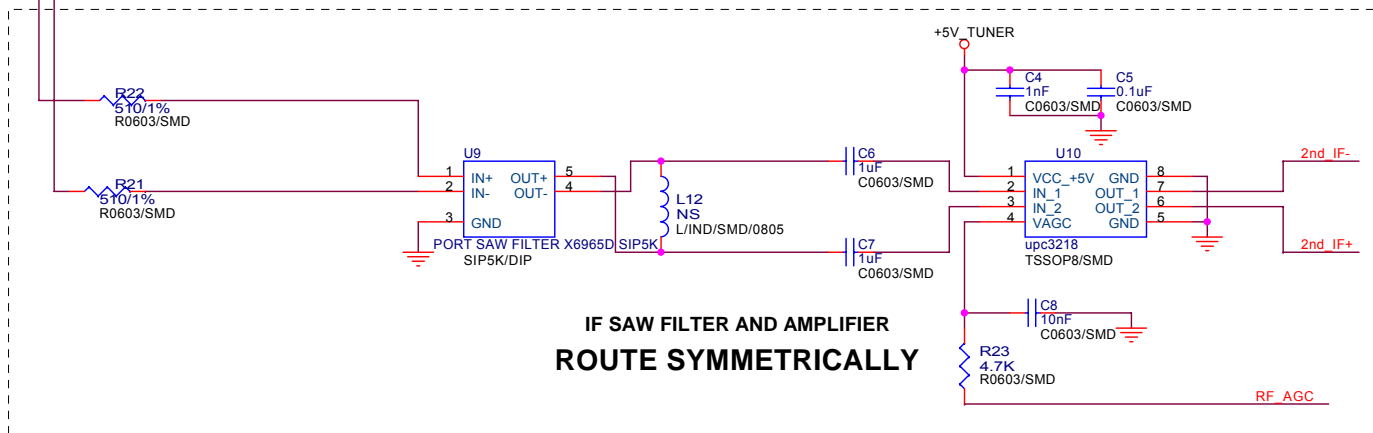 +5V_TUNER
C4
1nF
C0603/SMD
C5
0.1uF
C0603/SMD
R22
510/1%
R0603/SMD
R21
510/1%
R0603/SMD
U9
1
IN+
OUT+
5
2
IN-
OUT-
4
3
GND
PORT SAW FILTER X6965D SIP5K
SIP5K/DIP
L12
NS
L/IND/SMD/0805
C6
1uF
C0603/SMD
C7
1uF
C0603/SMD
U10
1
VCC_+5V
GND
8
2
IN_1
OUT_1
7
3
IN_2
OUT_2
6
4
VAGC
GND
5
upc3218
TSSOP8/SMD
2nd_IF-
2nd_IF+
C8
10nF
C0603/SMD
R23
4.7K
R0603/SMD
RF_AGC
IF SAW FILTER AND AMPLIFIER
ROUTE SYMMETRICALLY